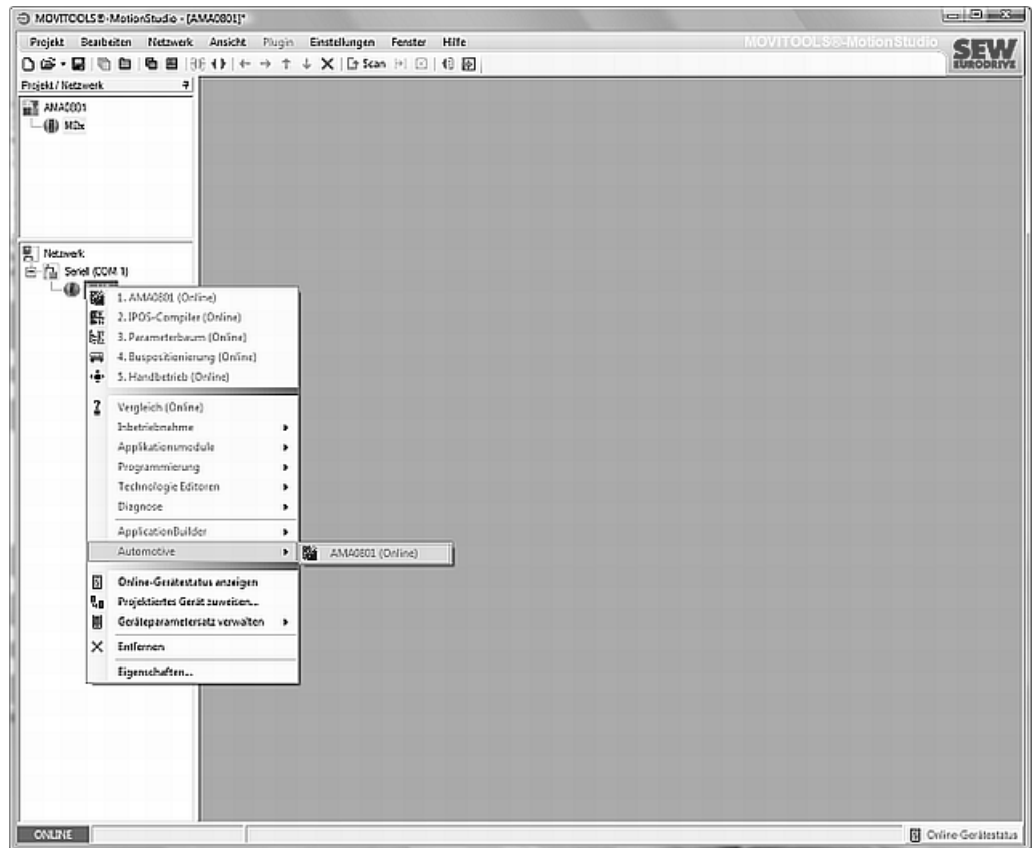 MOVITOOLS®-MotionStudio - [AMA0801]*
Projekt Bearbeiten Netzwerk Ansicht Plugin Einstellungen Fenster Hilfe
MOVITOOLS®-MotionStudio
SEW
EURODRIVE
Scan
Projekt / Netzwerk
AMA0801
MDx
Netzwerk
Seriell (COM 1)
1. AMA0801 (Online)
2. IPOS-Compiler (Online)
3. Parameterbaum (Online)
4. Buspositionierung (Online)
5. Handbetrieb (Online)
Vergleich (Online)
Inbetriebnahme
Applikationsmodule
Programmierung
Technologie Editoren
Diagnose
ApplicationBuilder
Automotive
AMA0801 (Online)
Online-Gerätestatus anzeigen
Projektiertes Gerät zuweisen...
Geräteparametersatz verwalten
Entfernen
Eigenschaften...
ONLINE
Online-Gerätestatus